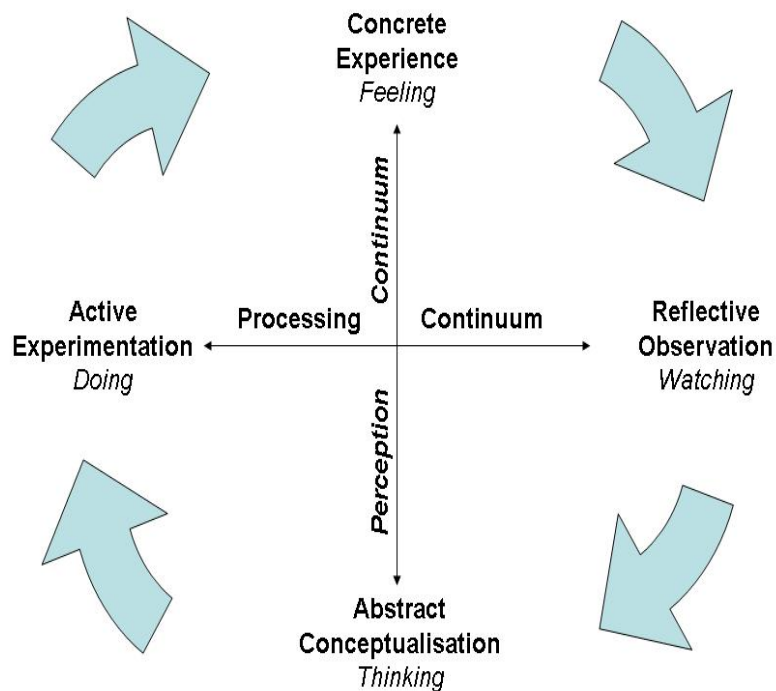 Concrete
Experience
Feeling
Continuum
Active
Experimentation
Doing
Processing
Continuum
Reflective
Observation
Watching
Perception
Abstract
Conceptualisation
Thinking